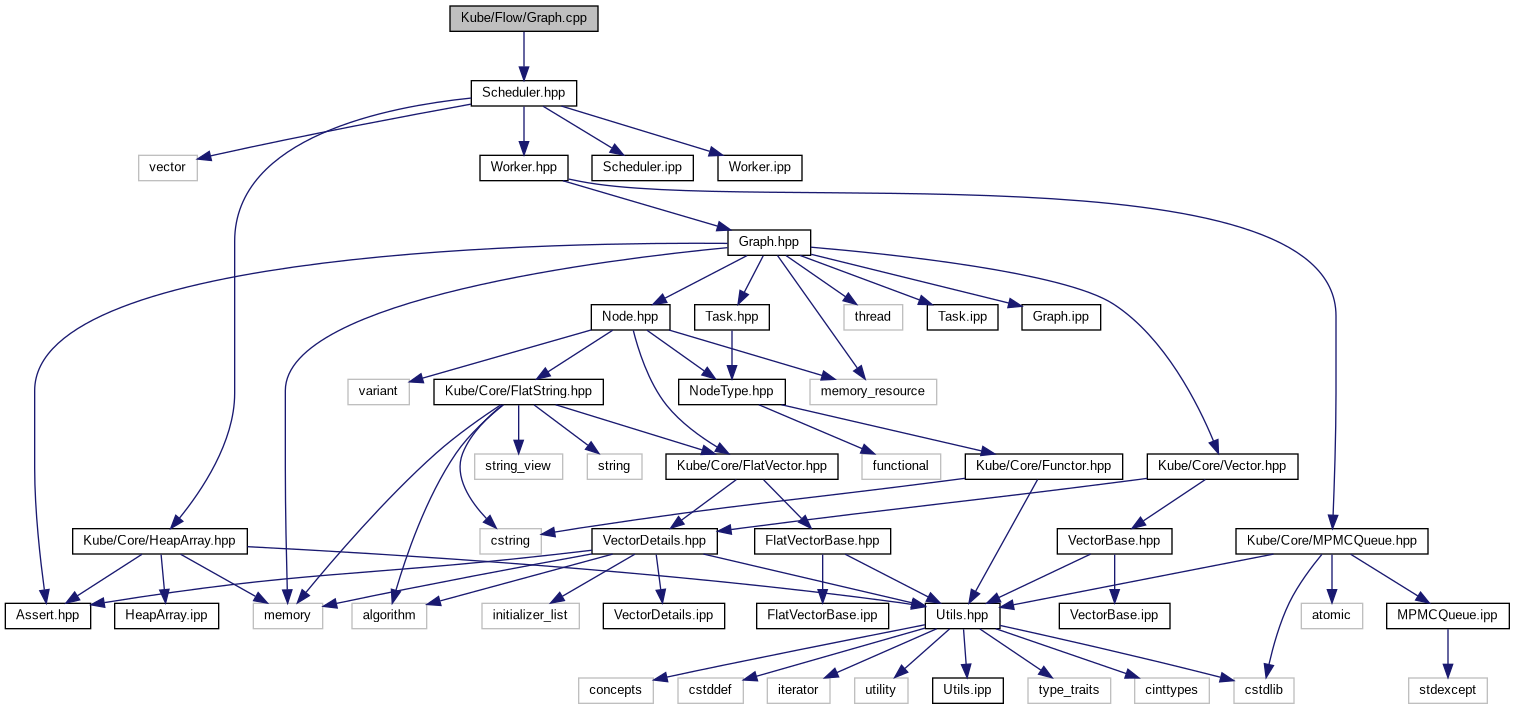 Kube/Flow/Graph.cpp
Scheduler.hpp
vector
Worker.hpp
Scheduler.ipp
Worker.ipp
Graph.hpp
Node.hpp
Task.hpp
thread
Task.ipp
Graph.ipp
variant
Kube/Core/FlatString.hpp
NodeType.hpp
memory_resource
string_view
string
Kube/Core/FlatVector.hpp
functional
Kube/Core/Functor.hpp
Kube/Core/Vector.hpp
Kube/Core/HeapArray.hpp
cstring
VectorDetails.hpp
FlatVectorBase.hpp
VectorBase.hpp
Kube/Core/MPMCQueue.hpp
Assert.hpp
HeapArray.ipp
memory
algorithm
initializer_list
VectorDetails.ipp
FlatVectorBase.ipp
Utils.hpp
VectorBase.ipp
atomic
MPMCQueue.ipp
concepts
cstddef
iterator
utility
Utils.ipp
type_traits
cinttypes
cstdlib
stdexcept